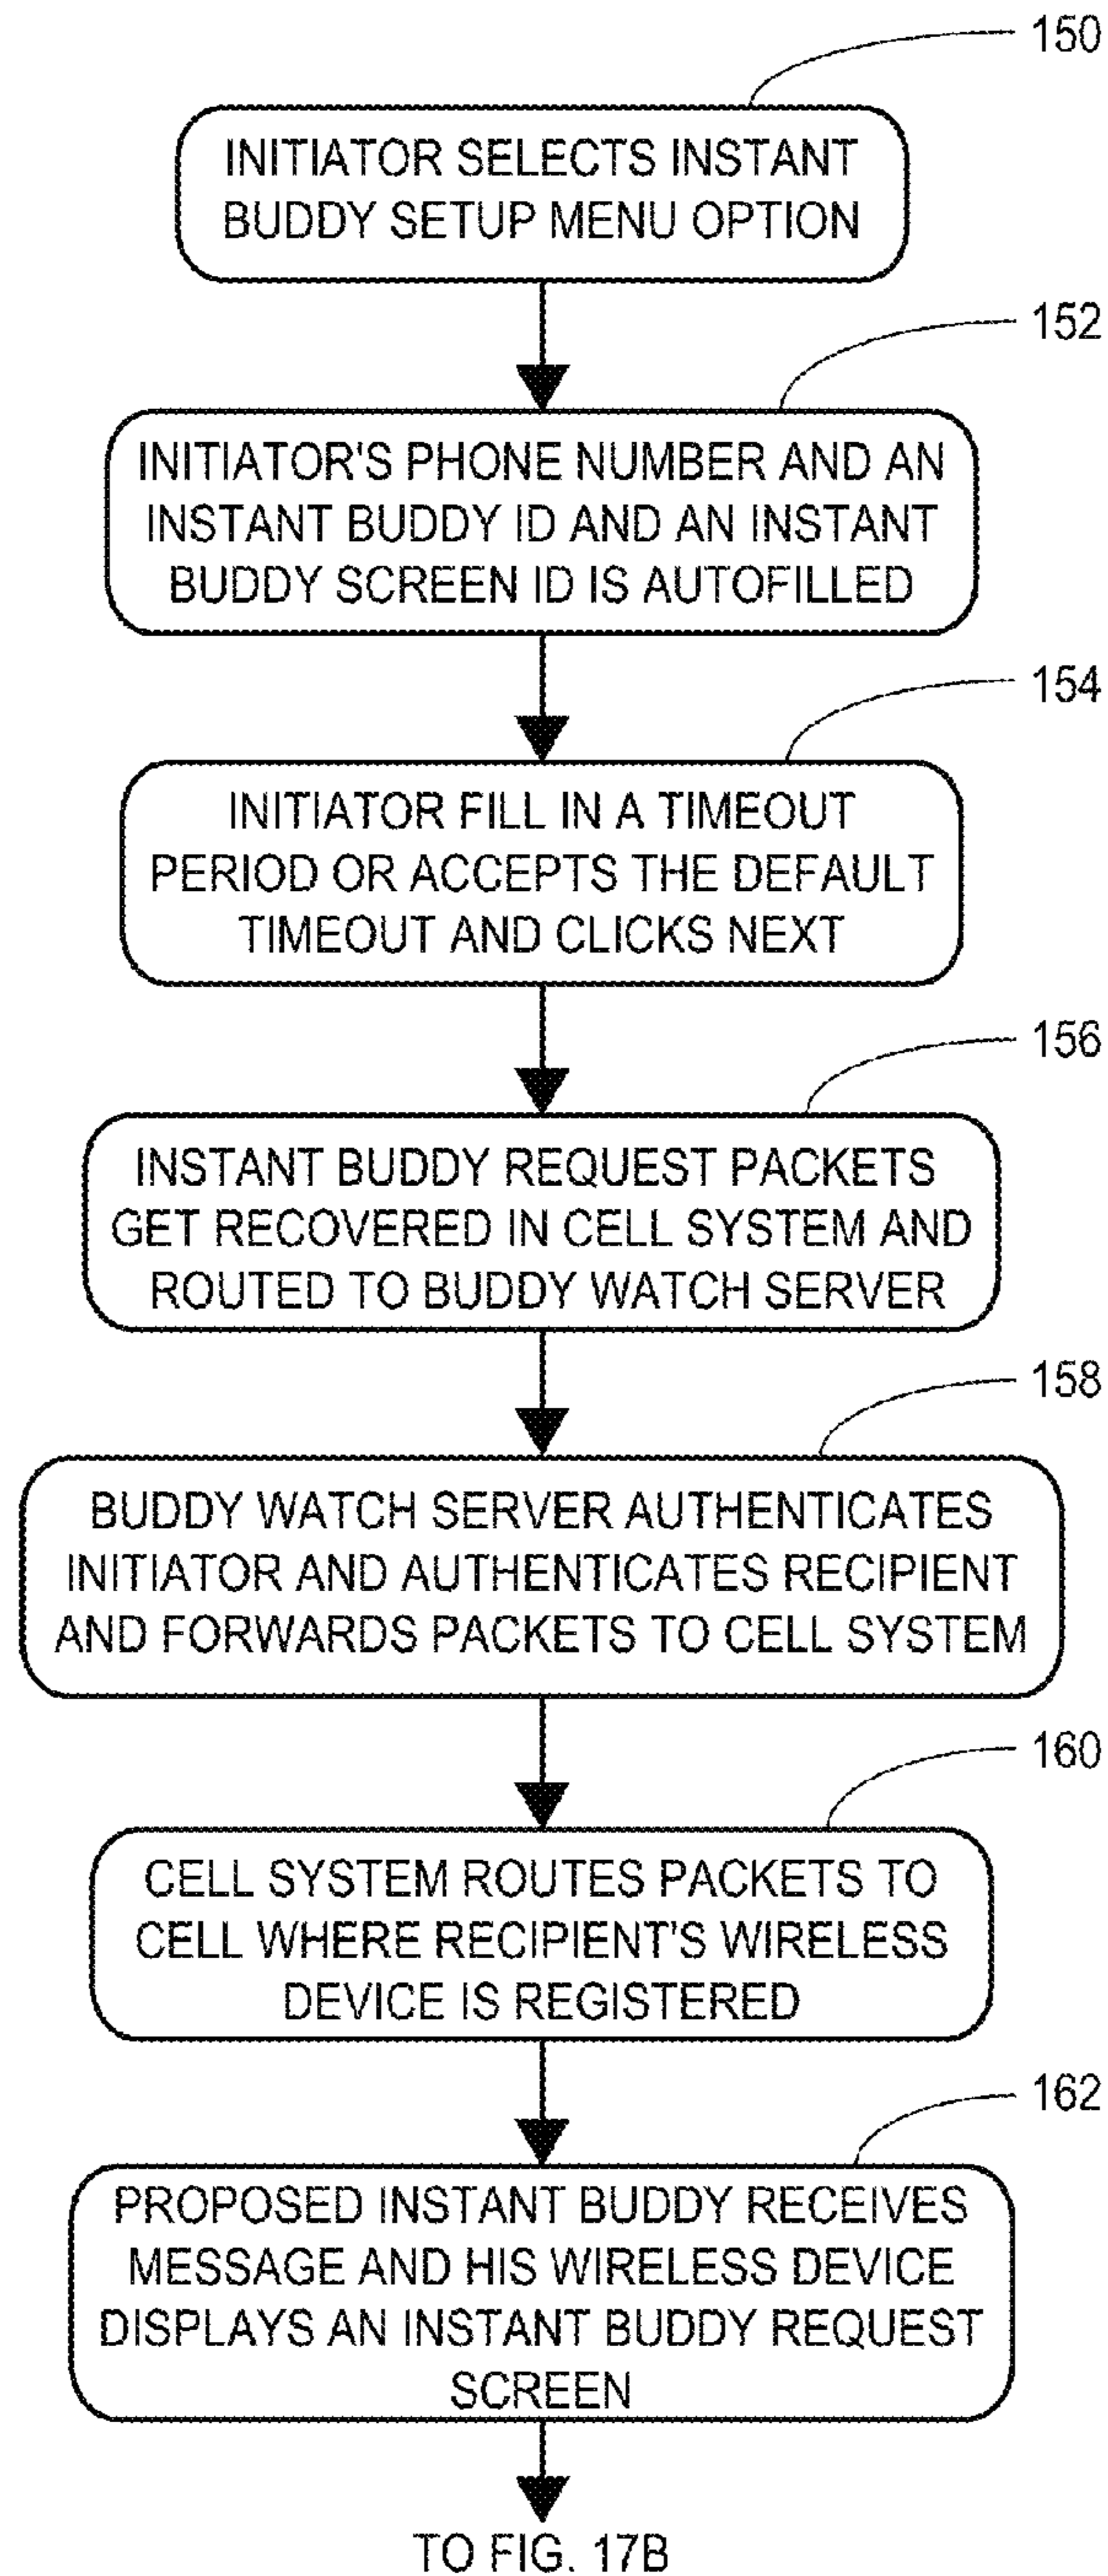 150
INITIATOR SELECTS INSTANT
BUDDY SETUP MENU OPTION
152
INITIATOR'S PHONE NUMBER AND AN
INSTANT BUDDY ID AND AN INSTANT
BUDDY SCREEN ID IS AUTOFILLED
154
INITIATOR FILL IN A TIMEOUT
PERIOD OR ACCEPTS THE DEFAULT
TIMEOUT AND CLICKS NEXT
156
INSTANT BUDDY REQUEST PACKETS
GET RECOVERED IN CELL SYSTEM AND
ROUTED TO BUDDY WATCH SERVER
158
BUDDY WATCH SERVER AUTHENTICATES
INITIATOR AND AUTHENTICATES RECIPIENT
AND FORWARDS PACKETS TO CELL SYSTEM
160
CELL SYSTEM ROUTES PACKETS TO
CELL WHERE RECIPIENT'S WIRELESS
DEVICE IS REGISTERED
162
PROPOSED INSTANT BUDDY RECEIVES
MESSAGE AND HIS WIRELESS DEVICE
DISPLAYS AN INSTANT BUDDY REQUEST
SCREEN
TO FIG. 17B